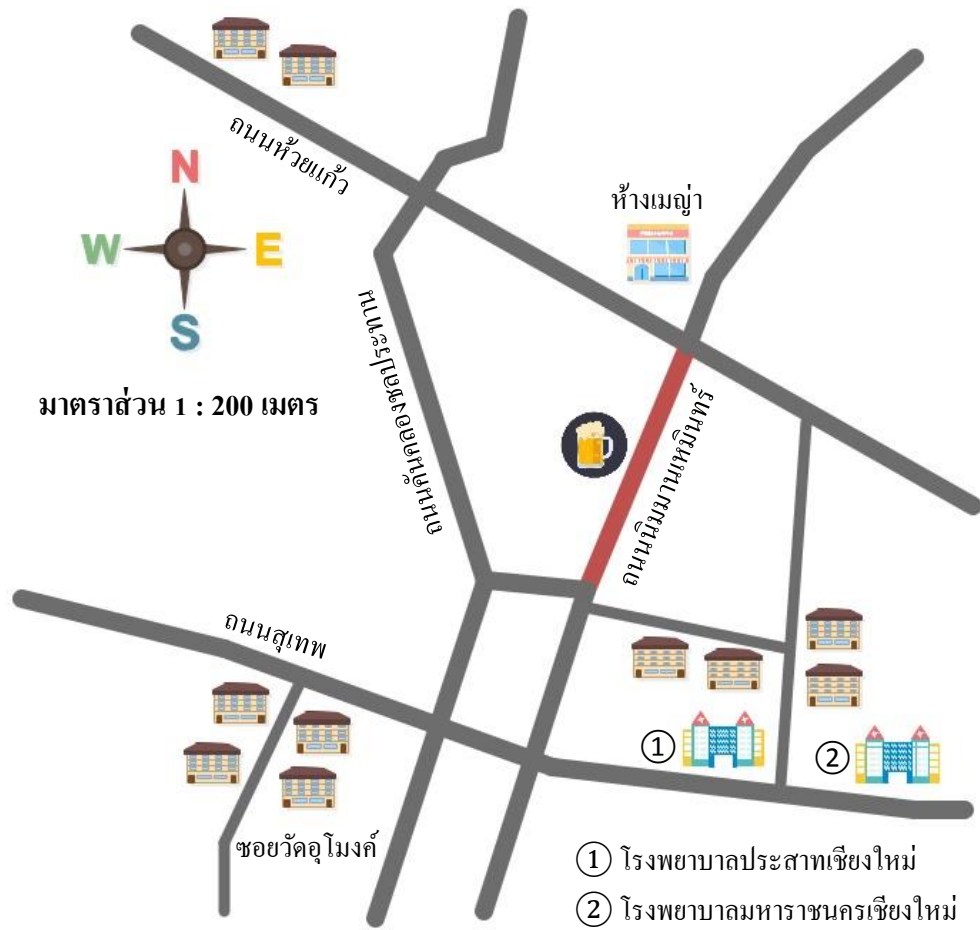 ถนนห้วยแก้ว
N
W
E
S
ห้างเมญ่า
มาตราส่วน 1 : 200 เมตร
ถนนคันคลองชลประทาน
ถนนนิมมานเหมินทร์
ถนนสุเทพ
①
②
ซอยวัดอุโมงค์
① โรงพยาบาลประสาทเชียงใหม่
② โรงพยาบาลมหาราชนครเชียงใหม่